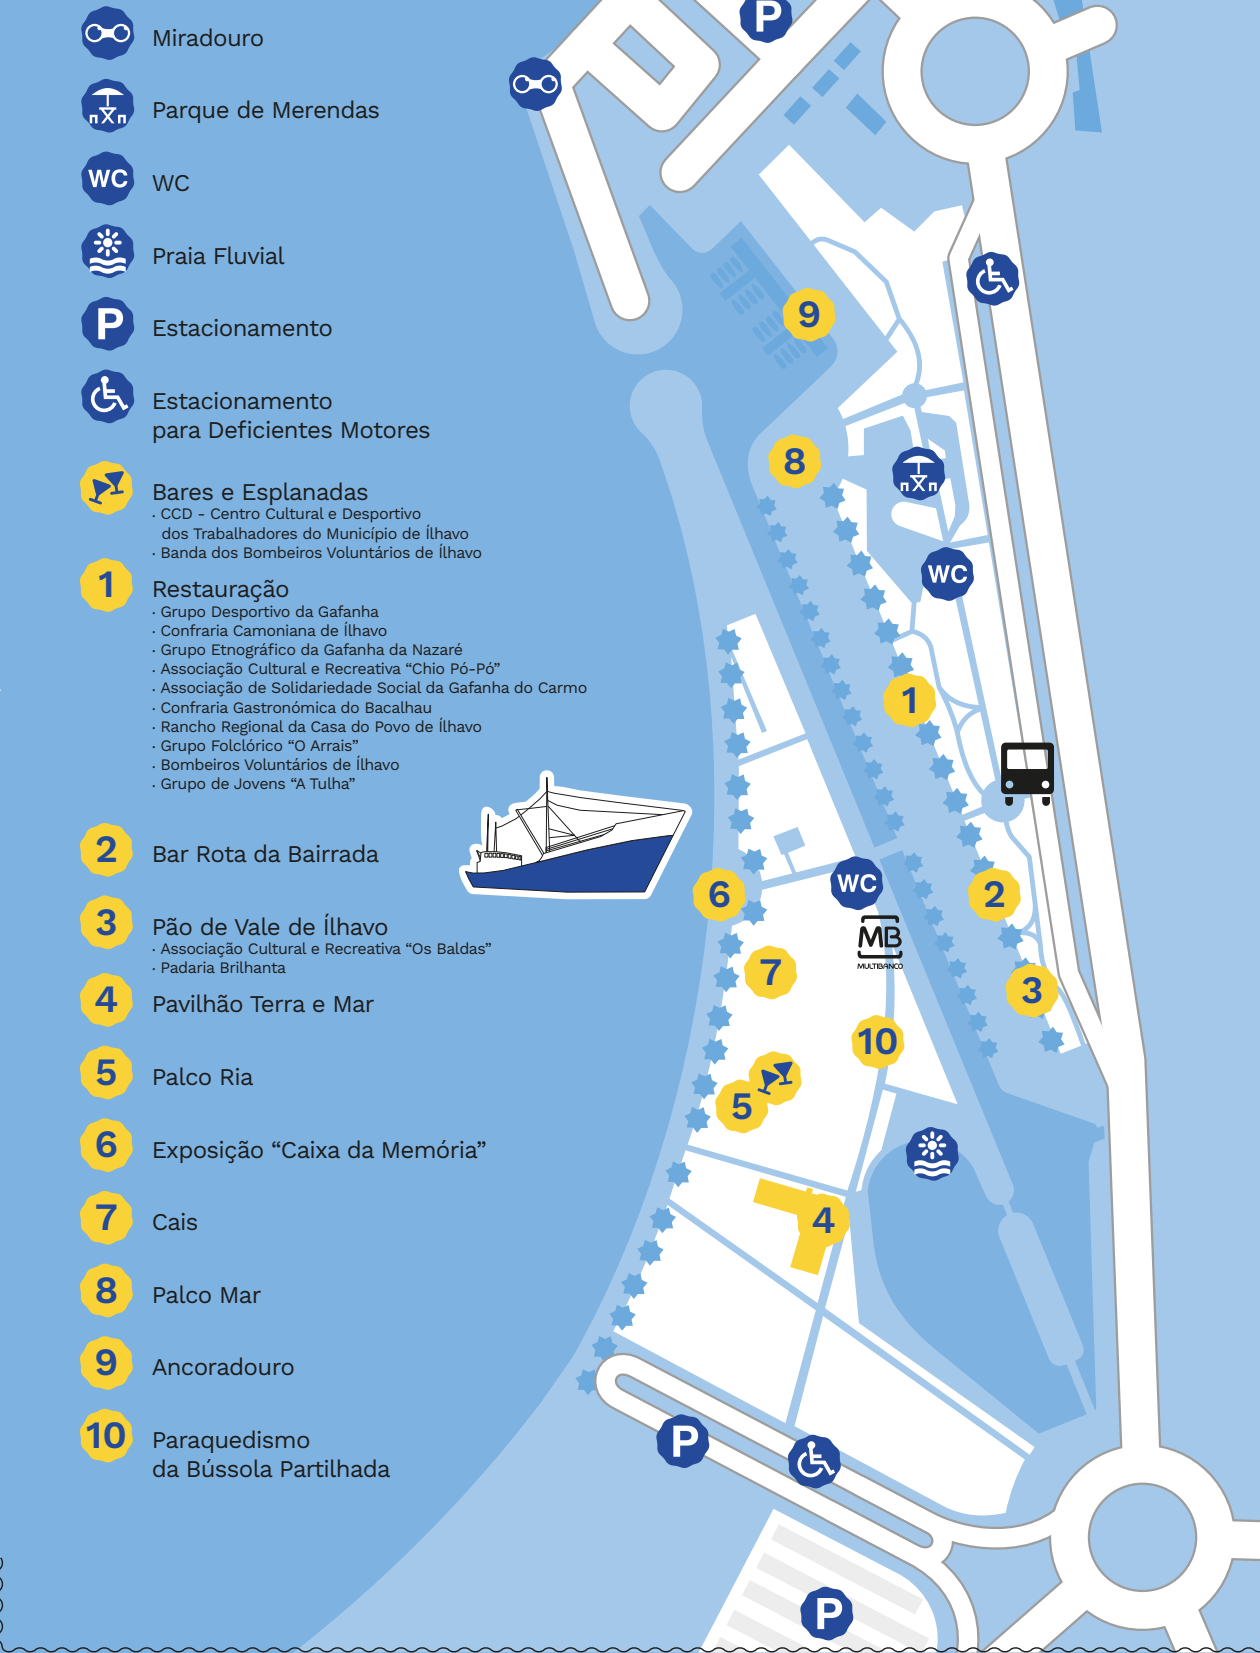 Miradouro
Parque de Merendas
WC
WC
Praia Fluvial
P
Estacionamento
Estacionamento
para Deficientes Motores
Bares e Esplanadas
· CCD - Centro Cultural e Desportivo
dos Trabalhadores do Município de Ílhavo
· Banda dos Bombeiros Voluntários de Ílhavo
1
Restauração
· Grupo Desportivo da Gafanha
· Confraria Camoniana de Ílhavo
· Grupo Etnográfico da Gafanha da Nazaré
· Associação Cultural e Recreativa “Chio Pó-Pó”
· Associação de Solidariedade Social da Gafanha do Carmo
· Confraria Gastronómica do Bacalhau
· Rancho Regional da Casa do Povo de Ílhavo
· Grupo Folclórico “O Arrais”
· Bombeiros Voluntários de Ílhavo
· Grupo de Jovens “A Tulha”
2
Bar Rota da Bairrada
3
Pão de Vale de Ílhavo
· Associação Cultural e Recreativa “Os Baldas”
· Padaria Brilhanta
4
Pavilhão Terra e Mar
5
Palco Ria
6
Exposição “Caixa da Memória”
7
Cais
8
Palco Mar
9
Ancoradouro
10
Paraquedismo
da Bússola Partilhada
P
9
8
WC
1
WC
6
2
MB
MULTIBANCO
7
3
10
5
4
P
P